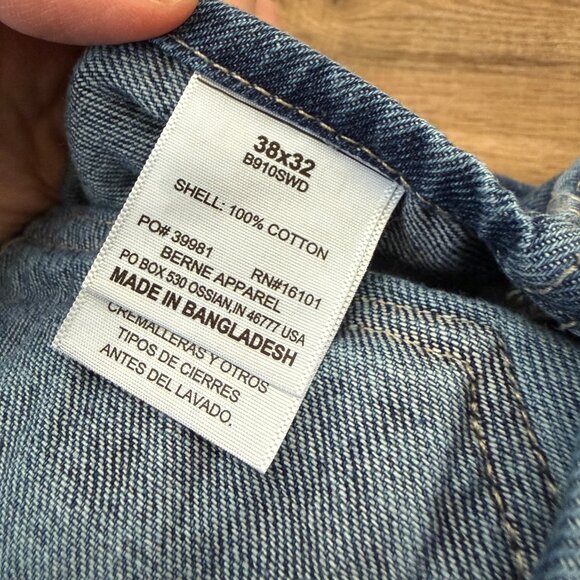 38x32
B910SWD
SHELL: 100% COTTON
PO# 39981 RN#16101
BERNE APPAREL
PO BOX 530 OSSIAN,IN 46777 USA
MADE IN BANGLADESH
CREMALLERAS Y OTROS
TIPOS DE CIERRES
ANTES DEL LAVADO.